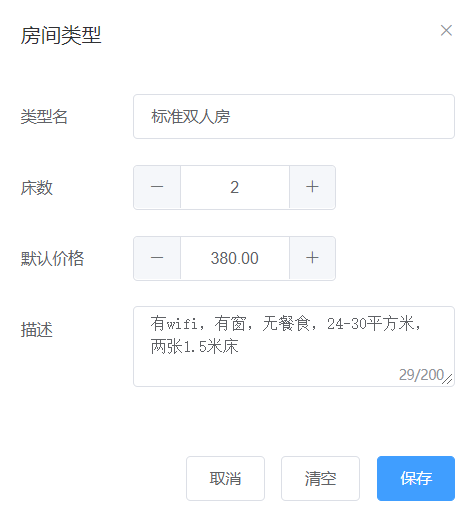 房间类型
类型名
标准双人房
床数
2
默认价格
380.00
描述
有wifi，有窗，无餐食，24-30平方米，
两张1.5米床
29/200
取消 清空 保存